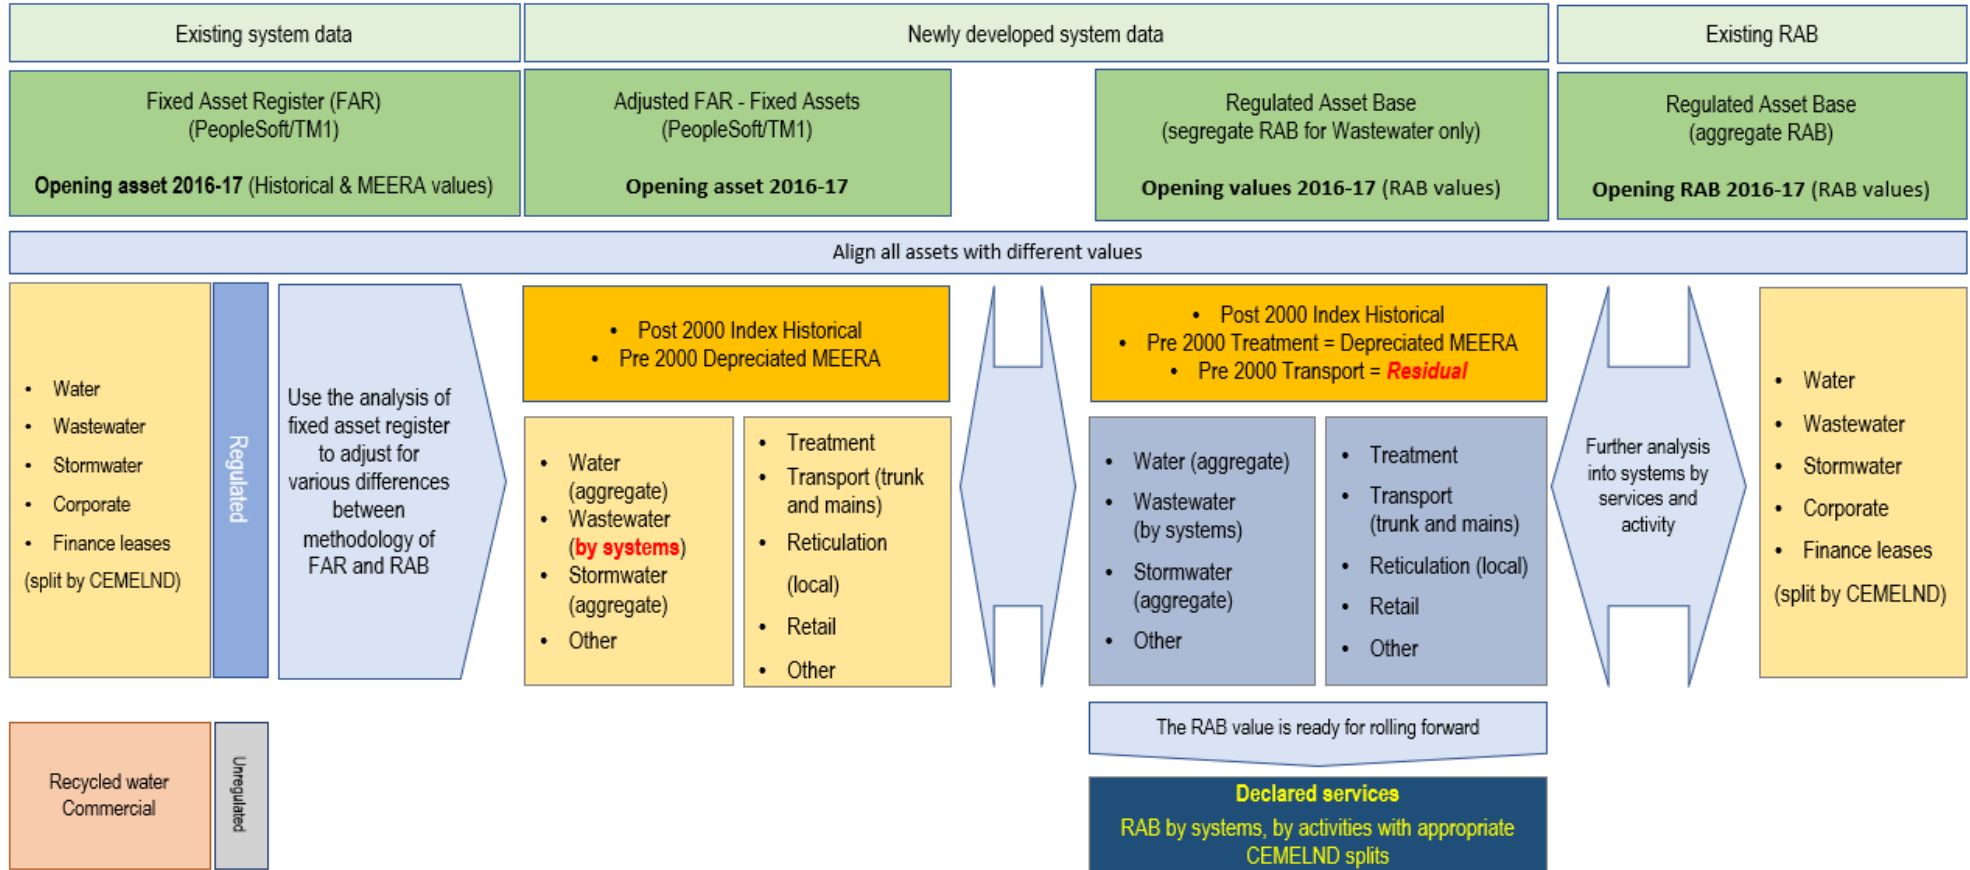 Existing system data
Newly developed system data
Existing RAB
Fixed Asset Register (FAR)
(PeopleSoft/TM1)
Opening asset 2016-17 (Historical & MEERA values)
Adjusted FAR - Fixed Assets
(PeopleSoft/TM1)
Opening asset 2016-17
Regulated Asset Base
(segregate RAB for Wastewater only)
Opening values 2016-17 (RAB values)
Regulated Asset Base
(aggregate RAB)
Opening RAB 2016-17 (RAB values)
Align all assets with different values
• Water
• Wastewater
• Stormwater
• Corporate
• Finance leases
(split by CEMELND)
Regulated
Use the analysis of
fixed asset register
to adjust for
various differences
between
methodology of
FAR and RAB
• Post 2000 Index Historical
• Pre 2000 Depreciated MEERA
• Water
(aggregate)
• Wastewater
(by systems)
• Stormwater
(aggregate)
• Other
• Treatment
• Transport (trunk
and mains)
• Reticulation
(local)
• Retail
• Other
• Post 2000 Index Historical
• Pre 2000 Treatment = Depreciated MEERA
• Pre 2000 Transport = Residual
• Water (aggregate)
• Wastewater
(by systems)
• Stormwater
(aggregate)
• Other
• Treatment
• Transport
(trunk and mains)
• Reticulation (local)
• Retail
• Other
Further analysis
into systems by
services and
activity
• Water
• Wastewater
• Stormwater
• Corporate
• Finance leases
(split by CEMELND)
Recycled water
Commercial
Unregulated
The RAB value is ready for rolling forward
Declared services
RAB by systems, by activities with appropriate
CEMELND splits